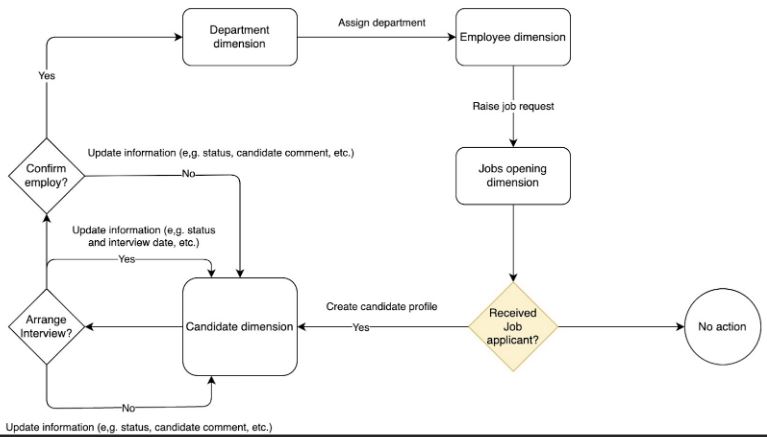 Department
dimension
Assign department
Employee dimension
Yes
Raise job request
Update information (e,g. status, candidate comment, etc.)
Confirm
employ?
No
Jobs opening
dimension
Update information (e,g. status
and interview date, etc.)
Yes
Create candidate profile
Arrange
Interview?
Candidate dimension
Yes
Received
Job
applicant?
No action
No
Update information (e,g. status, candidate comment, etc.)